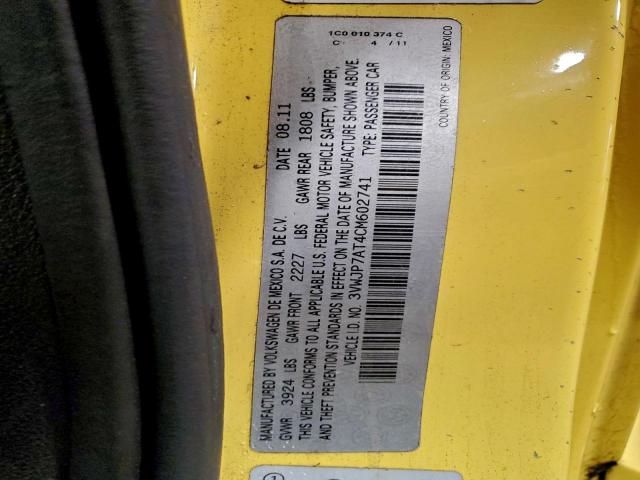 MANUFACTURED BY VOLKSWAGEN DE MEXICO S.A. DE C.V. DATE 08.11
GVWR 3924 LBS GAWR FRONT 2227 LBS GAWR REAR 1808 LBS
THIS VEHICLE CONFORMS TO ALL APPLICABLE U.S. FEDERAL MOTOR VEHICLE SAFETY, BUMPER,
AND THEFT PREVENTION STANDARDS IN EFFECT ON THE DATE OF MANUFACTURE SHOWN ABOVE.
VEHICLE I.D. NO. 3VWJP7AT4CM602741 TYPE: PASSENGER CAR
COUNTRY OF ORIGIN: MEXICO
1C0 010 374 C
C 4 /11